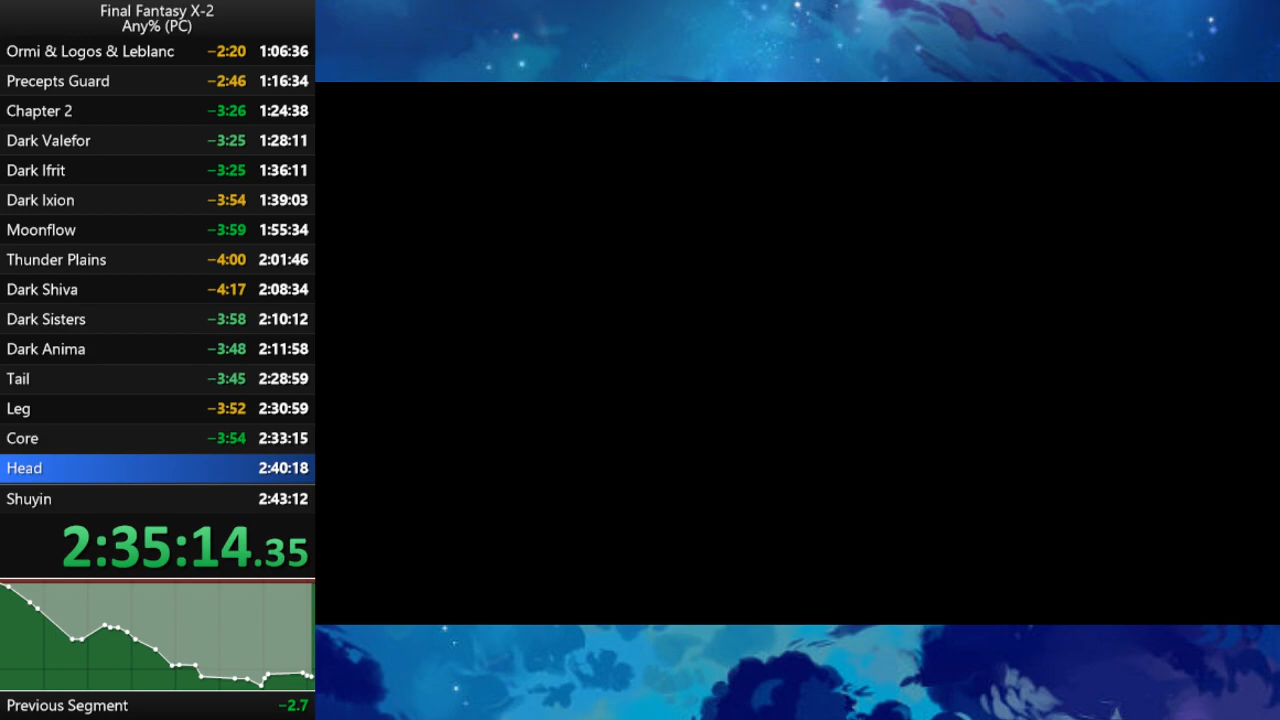 Final Fantasy X-2
Any% (PC)
Ormi & Logos & Leblanc −2:20 1:06:36
Precepts Guard −2:46 1:16:34
Chapter 2 −3:26 1:24:38
Dark Valefor −3:25 1:28:11
Dark Ifrit −3:25 1:36:11
Dark Ixion −3:54 1:39:03
Moonflow −3:59 1:55:34
Thunder Plains −4:00 2:01:46
Dark Shiva −4:17 2:08:34
Dark Sisters −3:58 2:10:12
Dark Anima −3:48 2:11:58
Tail −3:45 2:28:59
Leg −3:52 2:30:59
Core −3:54 2:33:15
Head 2:40:18
Shuyin 2:43:12
2:35:14.35
Previous Segment −2.7